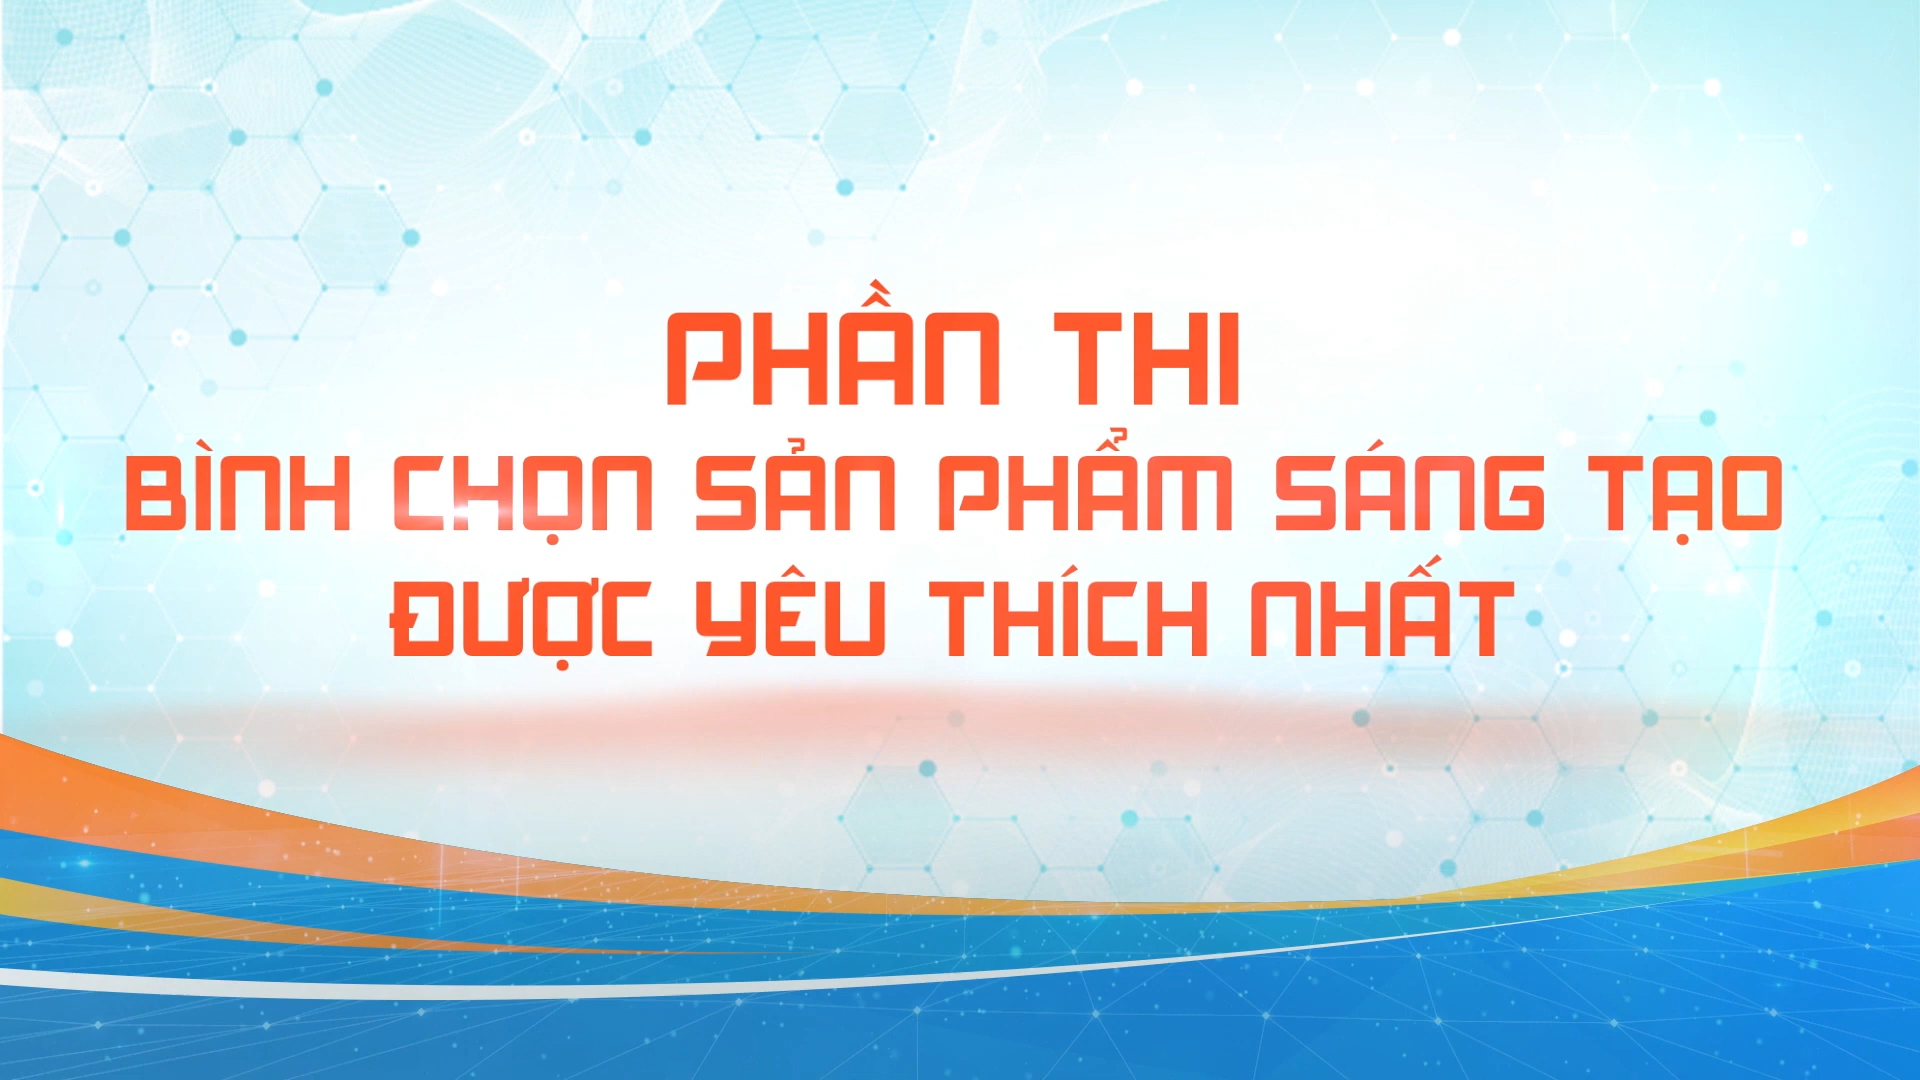 PHẦN THI
BÌNH CHỌN SẢN PHẨM SÁNG TẠO
ĐƯỢC YÊU THÍCH NHẤT